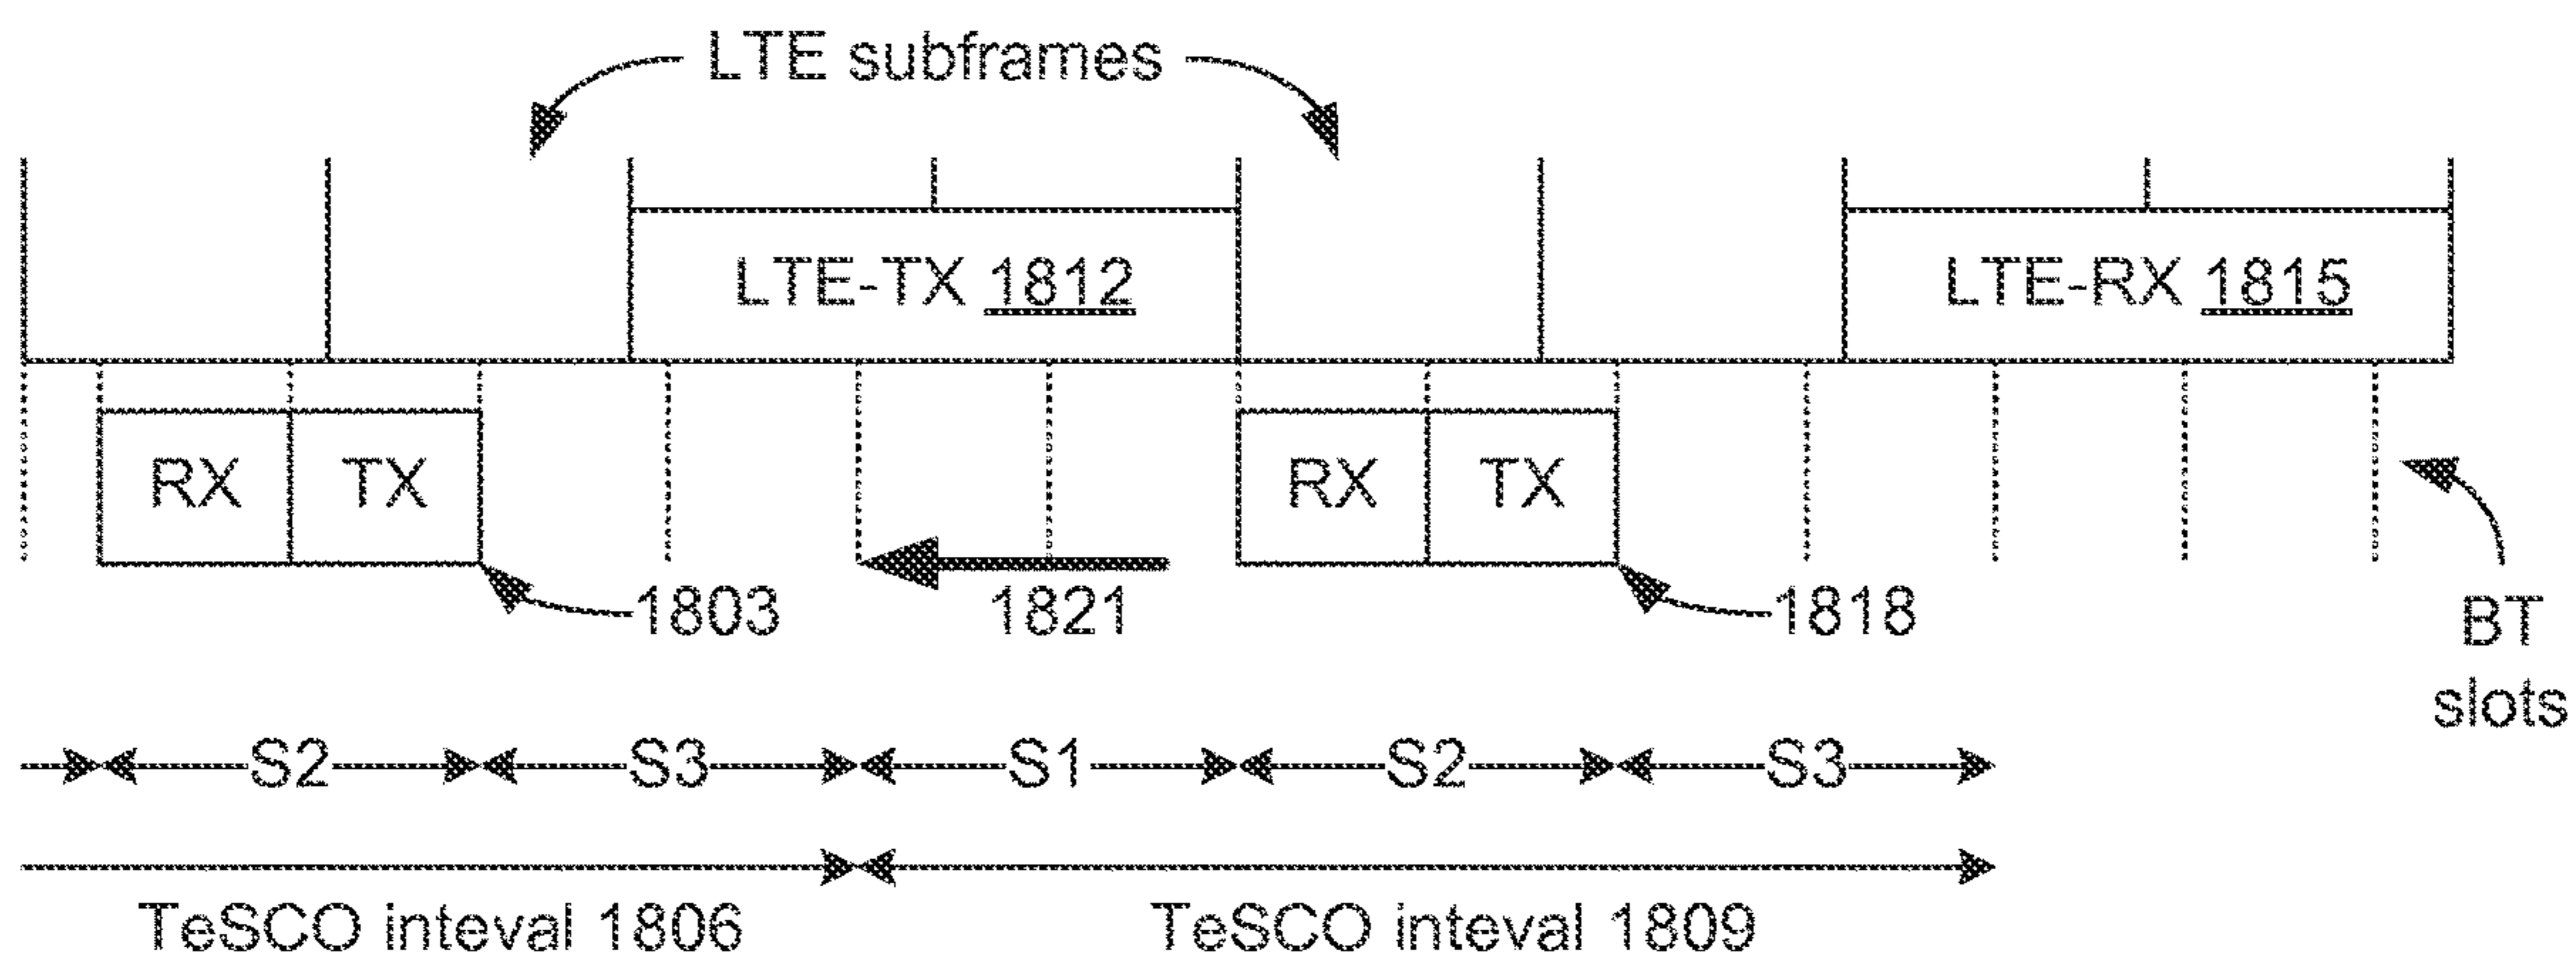 LTE subframes
LTE-TX 1812
LTE-RX 1815
RX TX
RX TX
1803
1821
1818
BT
slots
S2 S3 S1 S2 S3
TeSCO inteval 1806
TeSCO inteval 1809